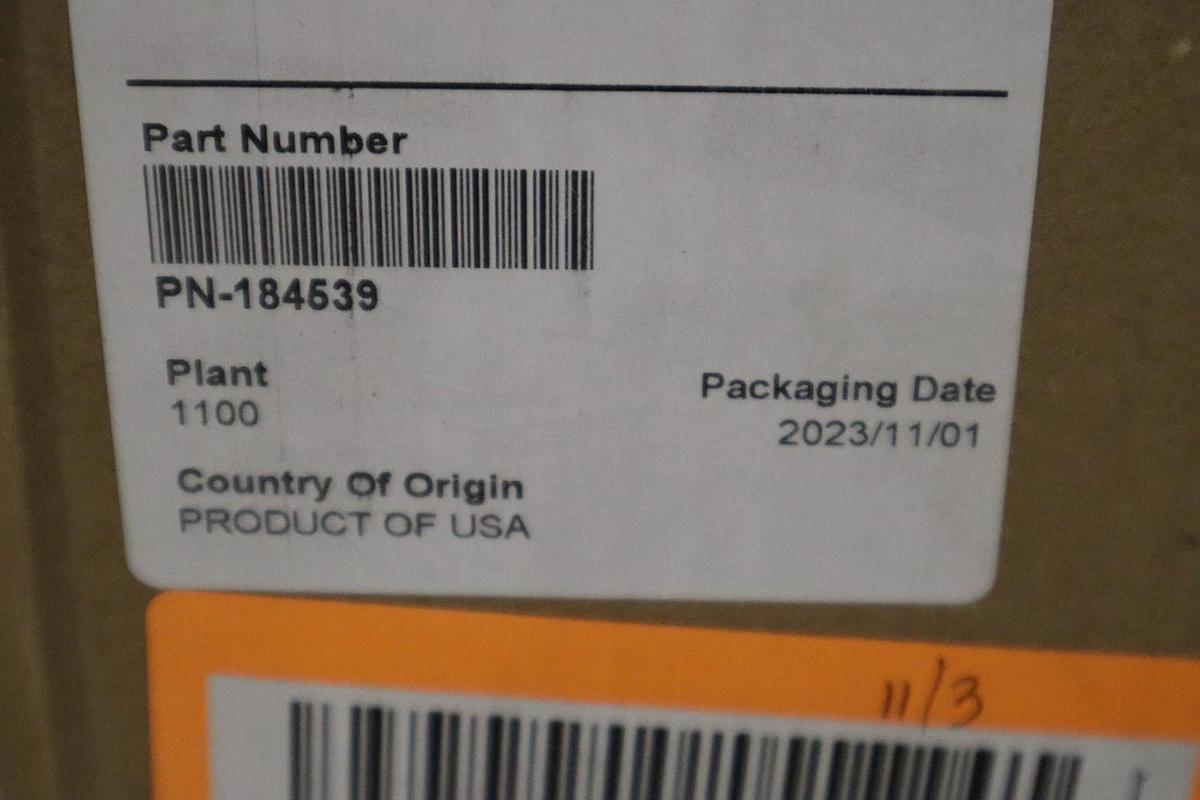 Part Number
PN-184539
Plant
1100
Packaging Date
2023/11/01
Country Of Origin
PRODUCT OF USA
11/3